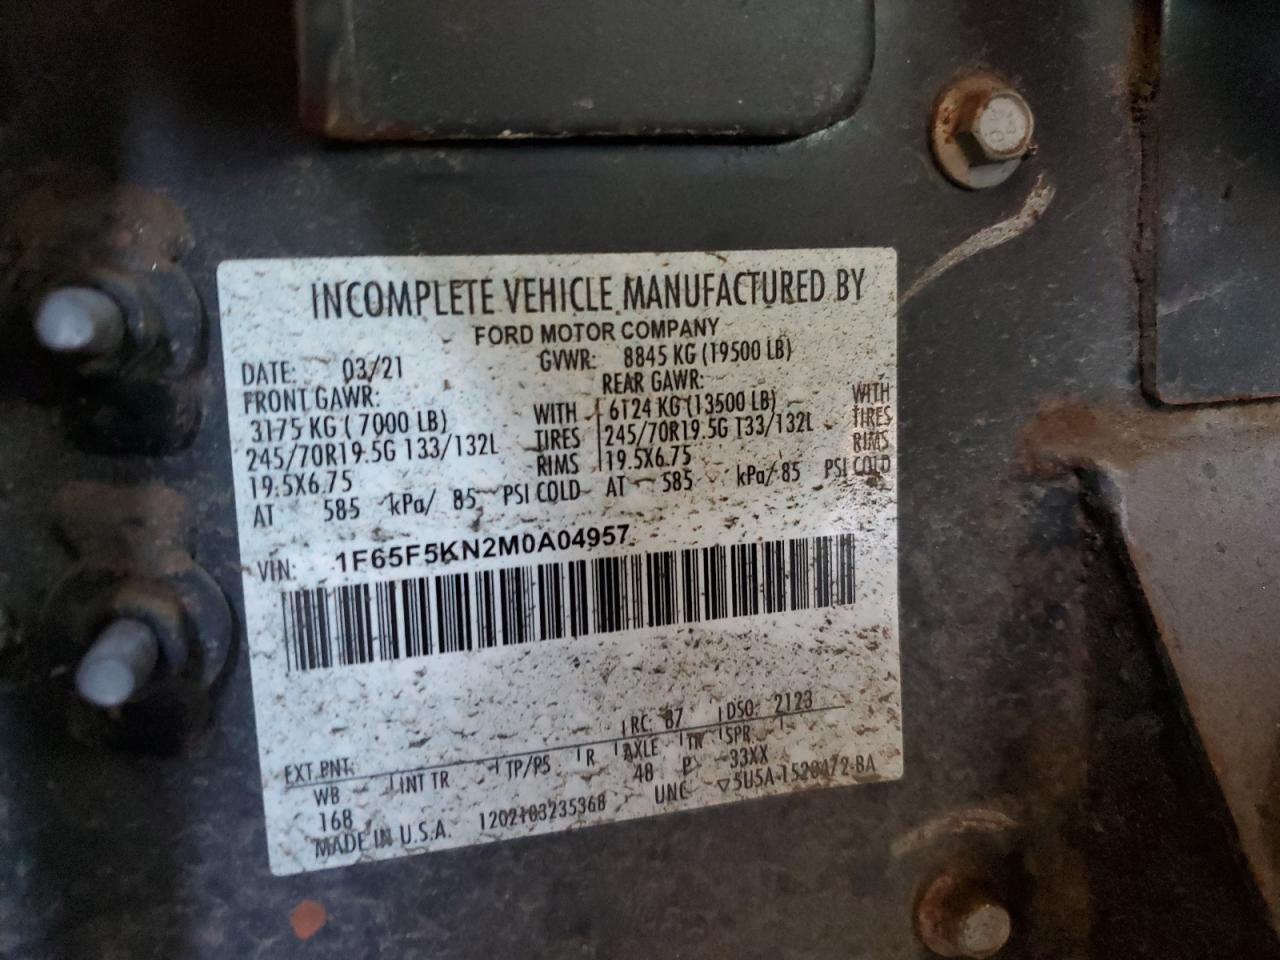 INCOMPLETE VEHICLE MANUFACTURED BY
FORD MOTOR COMPANY
DATE: 03/21 GVWR: 8845 KG (19500 LB)
FRONT GAWR: REAR GAWR:
3175 KG ( 7000 LB) WITH 6124 KG (13500 LB) WITH
245/70R19.5G 133/132L TIRES 245/70R19.5G 133/132L TIRES
19.5X6.75 RIMS 19.5X6.75 RIMS
AT 585 kPa/ 85 PSI COLD AT 585 kPa/ 85 PSI COLD
VIN: 1F65F5KN2M0A04957
RC: 87 DSO: 2123
EXT PNT:
WB INT TR TP/PS R AXLE TR SPR
168 48 P 33XX
MADE IN U.S.A. 1202103235368 UNC ▽5U5A-1520472-BA